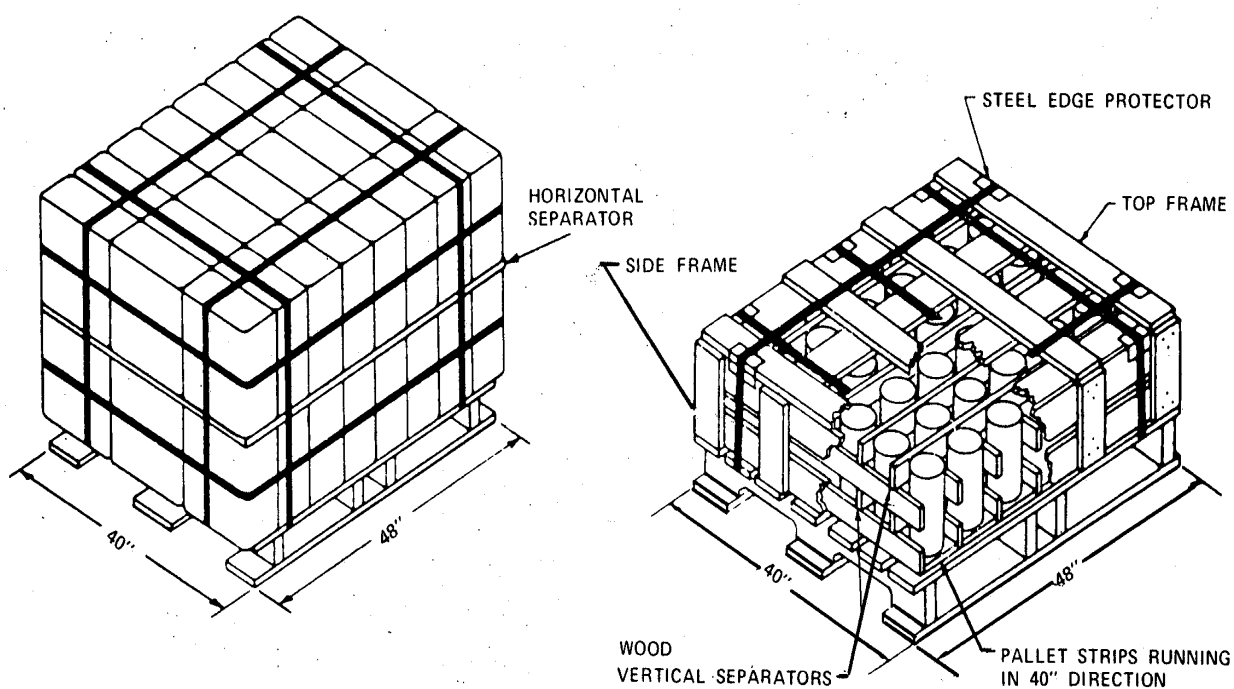 HORIZONTAL
SEPARATOR
40"
48"
STEEL EDGE PROTECTOR
TOP FRAME
SIDE FRAME
40"
48"
WOOD
VERTICAL SEPARATORS
PALLET STRIPS RUNNING
IN 40" DIRECTION